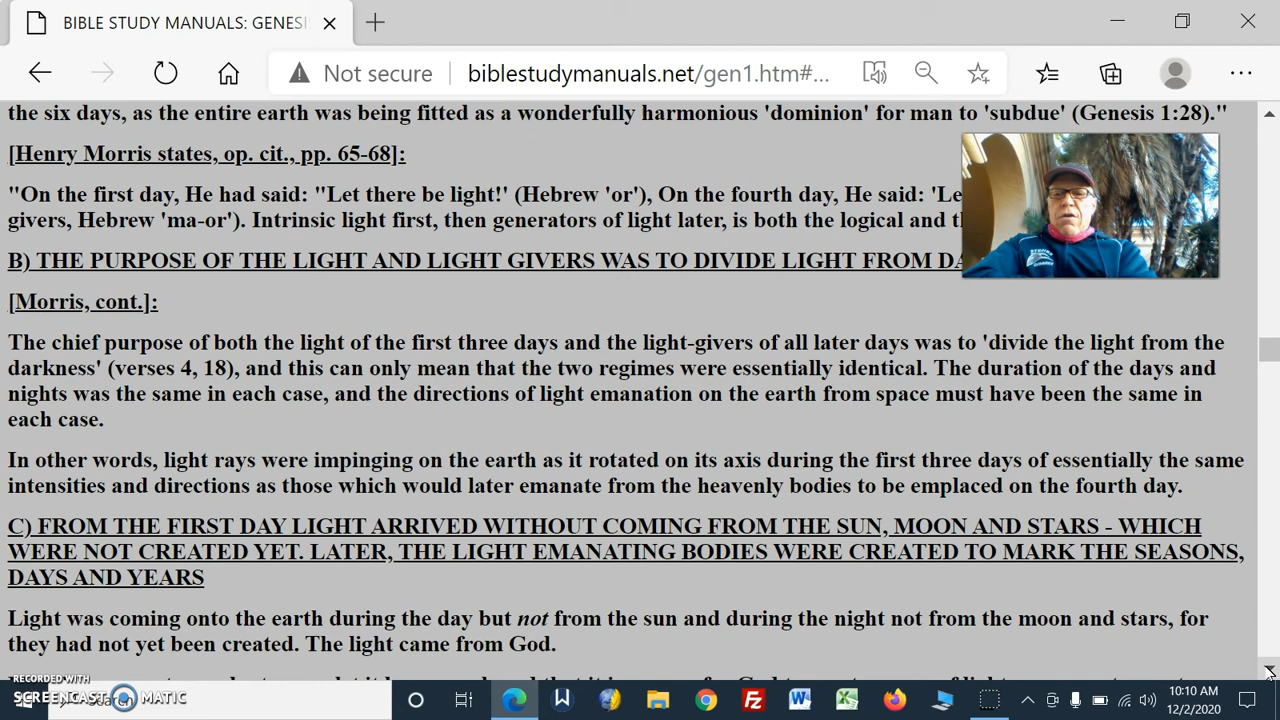 BIBLE STUDY MANUALS: GENESI
Not secure
biblestudymanuals.net/gen1.htm#...
the six days, as the entire earth was being fitted as a wonderfully harmonious 'dominion' for man to 'subdue' (Genesis 1:28)."
[Henry Morris states, op. cit., pp. 65-68]:
"On the first day, He had said: "Let there be light!' (Hebrew 'or'), On the fourth day, He said: 'Le
givers, Hebrew 'ma-or'). Intrinsic light first, then generators of light later, is both the logical and
B) THE PURPOSE OF THE LIGHT AND LIGHT GIVERS WAS TO DIVIDE LIGHT FROM DA
[Morris, cont.]:
The chief purpose of both the light of the first three days and the light-givers of all later days was to 'divide the light from the
darkness' (verses 4, 18), and this can only mean that the two regimes were essentially identical. The duration of the days and
nights was the same in each case, and the directions of light emanation on the earth from space must have been the same in
each case.
In other words, light rays were impinging on the earth as it rotated on its axis during the first three days of essentially the same
intensities and directions as those which would later emanate from the heavenly bodies to be emplaced on the fourth day.
C) FROM THE FIRST DAY LIGHT ARRIVED WITHOUT COMING FROM THE SUN, MOON AND STARS - WHICH
WERE NOT CREATED YET. LATER, THE LIGHT EMANATING BODIES WERE CREATED TO MARK THE SEASONS,
DAYS AND YEARS
Light was coming onto the earth during the day but not from the sun and during the night not from the moon and stars, for
they had not yet been created. The light came from God.
RECORDED WITH
SCREENCAST MATIC
Search
10:10 AM
12/2/2020